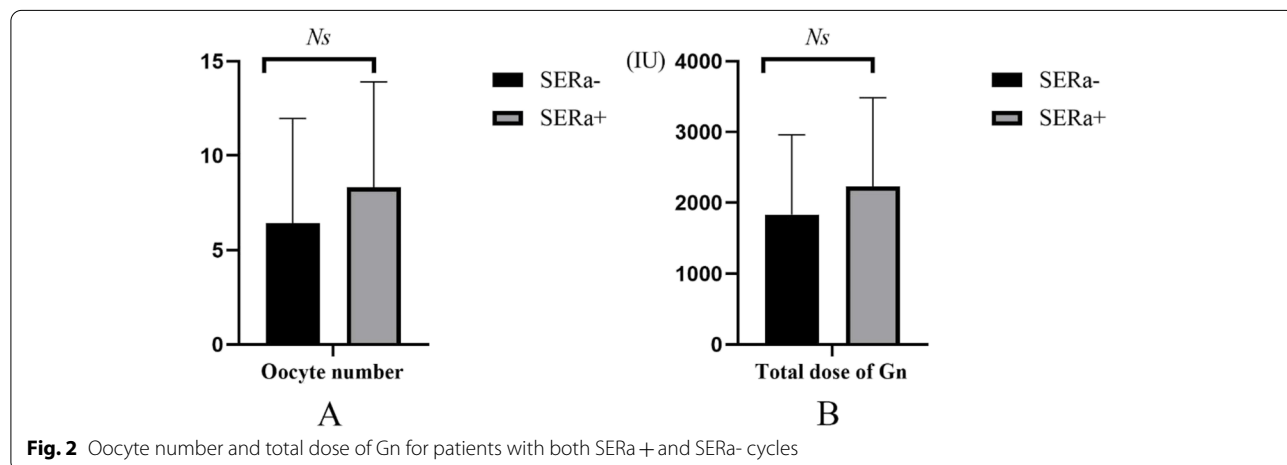 Ns
15
10
5
0
SERa-
SERa+
Oocyte number
A
Ns
(IU)
4000
3000
2000
1000
0
SERa-
SERa+
Total dose of Gn
B
Fig. 2 Oocyte number and total dose of Gn for patients with both SERa + and SERa- cycles